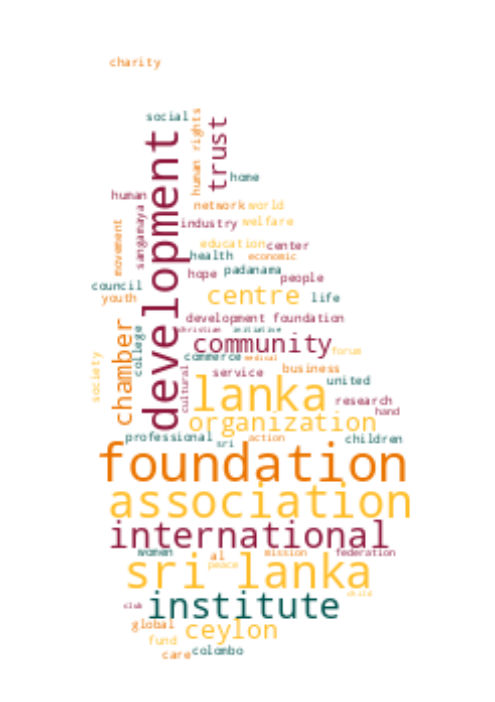 charity
social
human rights
trust
development
home
human
network
world
sangamaya
industry
welfare
movement
education
center
health
economic
hope
padanama
people
council
youth
centre
life
development foundation
christian
initiative
chamber
college
community
forum
commerce
medical
society
service
business
cultural
united
lanka
research
hand
organization
professional
sri
action
children
foundation
association
international
women
al
mission
federation
peace
sri lanka
child
club
institute
global
ceylon
fund
care
colombo